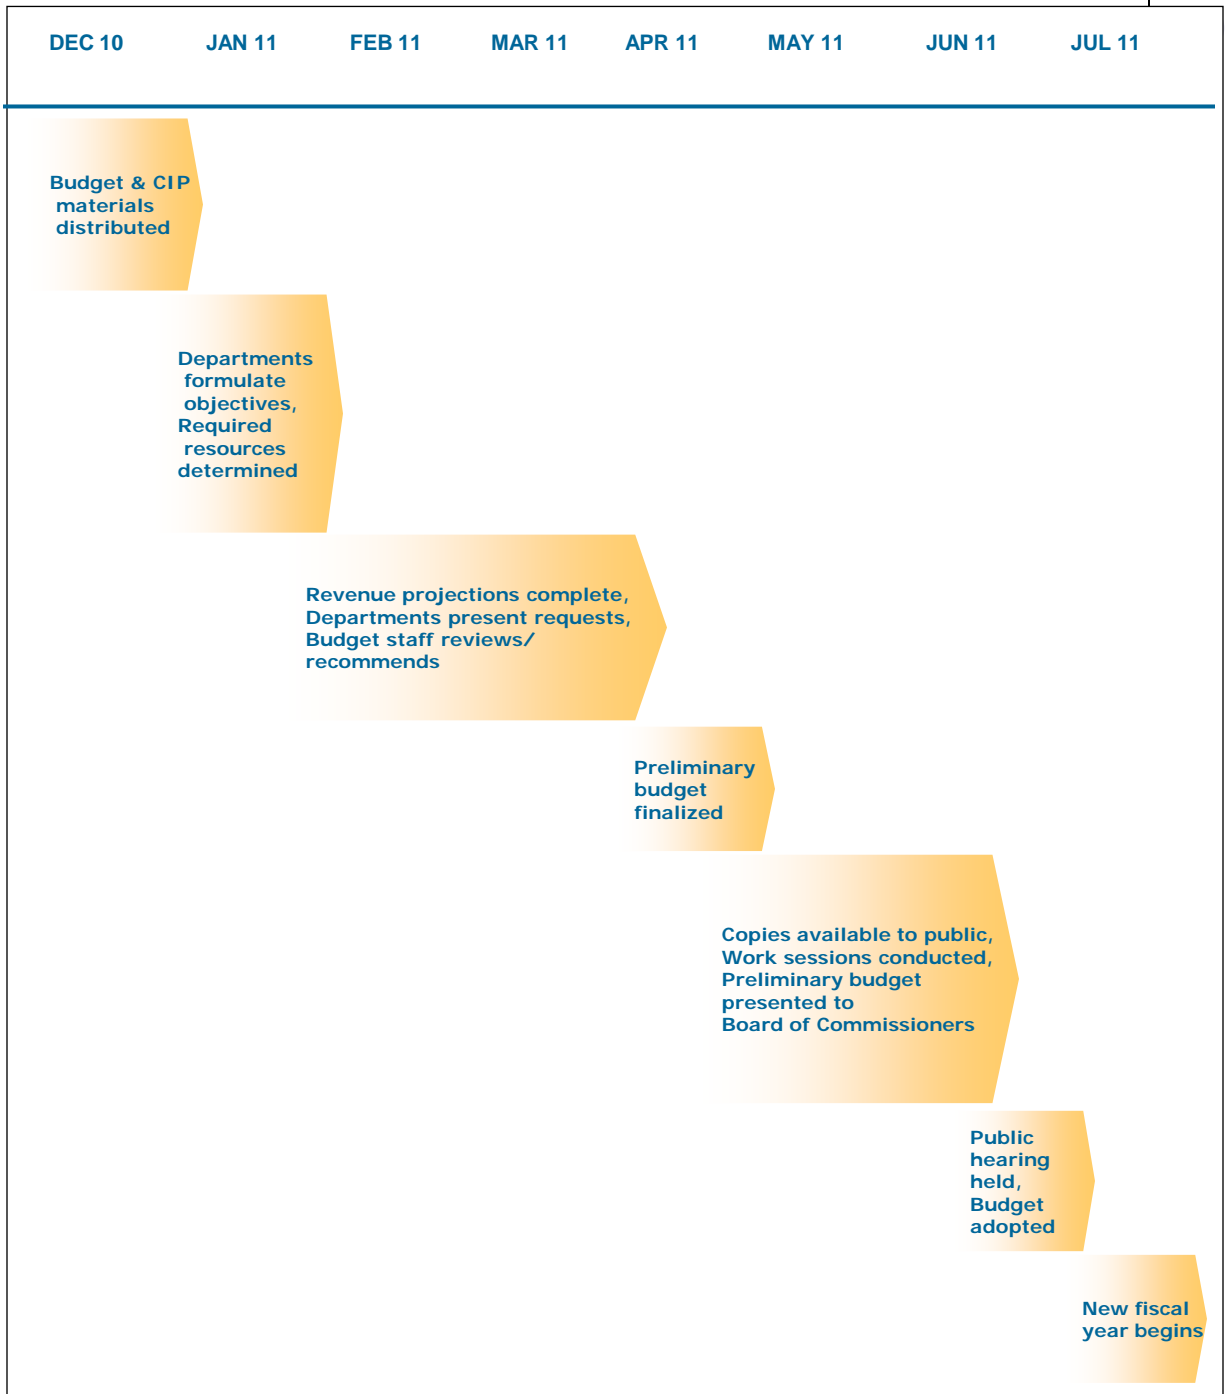 DEC 10 JAN 11 FEB 11 MAR 11 APR 11 MAY 11 JUN 11 JUL 11
Budget & CIP
materials
distributed
Departments
formulate
objectives,
Required
resources
determined
Revenue projections complete,
Departments present requests,
Budget staff reviews/
recommends
Preliminary
budget
finalized
Copies available to public,
Work sessions conducted,
Preliminary budget
presented to
Board of Commissioners
Public
hearing
held,
Budget
adopted
New fiscal
year begins